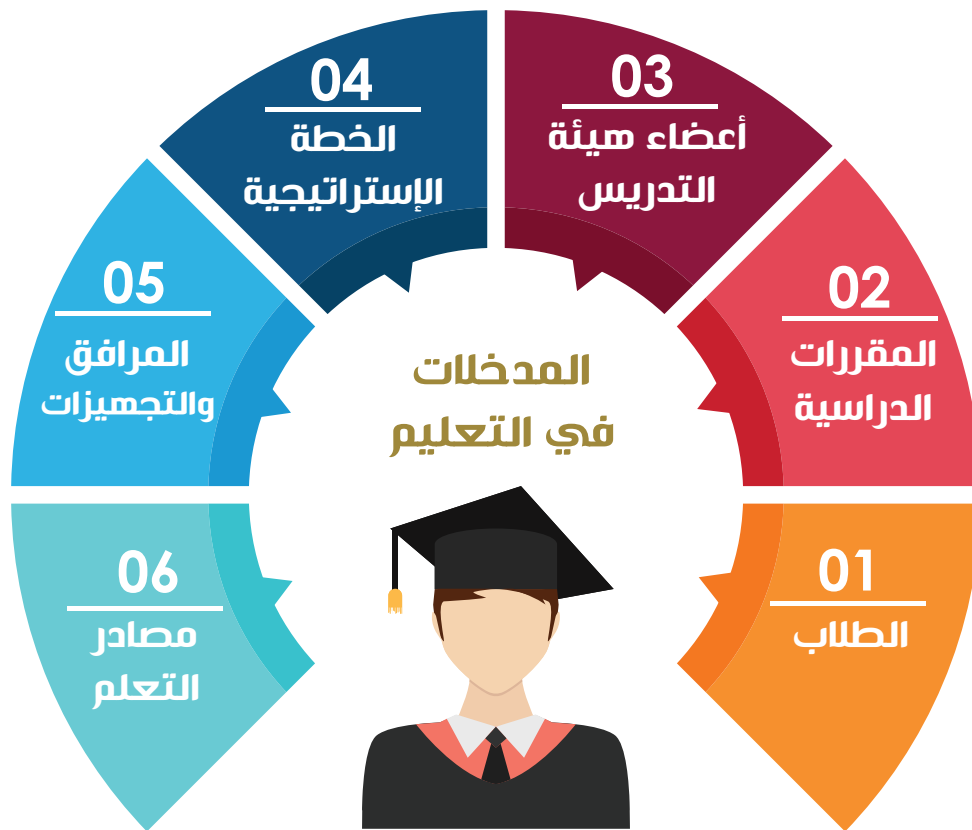 المدخلات
في التعليم
01
الطلاب
02
المقررات
الدراسية
03
أعضاء هيئة
التدريس
04
الخطة
الإستراتيجية
05
المرافق
والتجهيزات
06
مصادر
التعلم